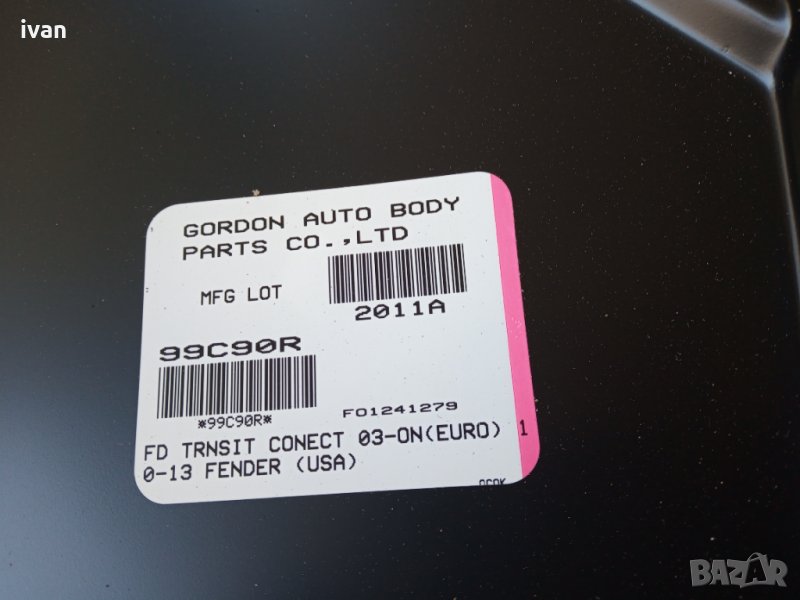 ivan
GORDON AUTO BODY
PARTS CO.,LTD
MFG LOT
2011A
99C90R
*99C90R*
F01241279
FD TRNSIT CONECT 03-ON(EURO) 1
0-13 FENDER (USA)
BAZAR